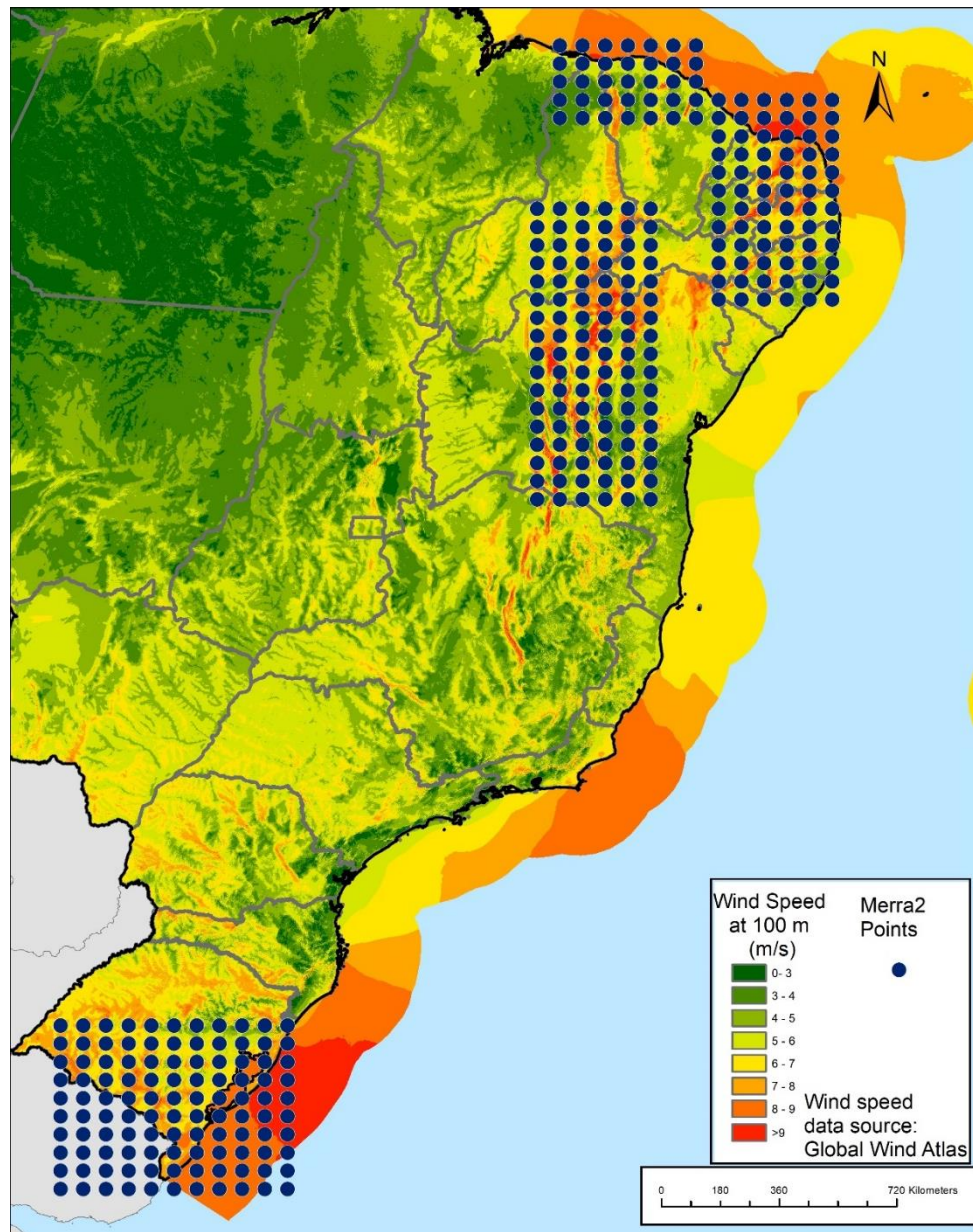 N
Wind Speed
at 100 m
(m/s)
0- 3
3 - 4
4 - 5
5 - 6
6 - 7
7 - 8
8 - 9
>9
Merra2
Points
Wind speed
data source:
Global Wind Atlas
0 180 360 720 Kilometers